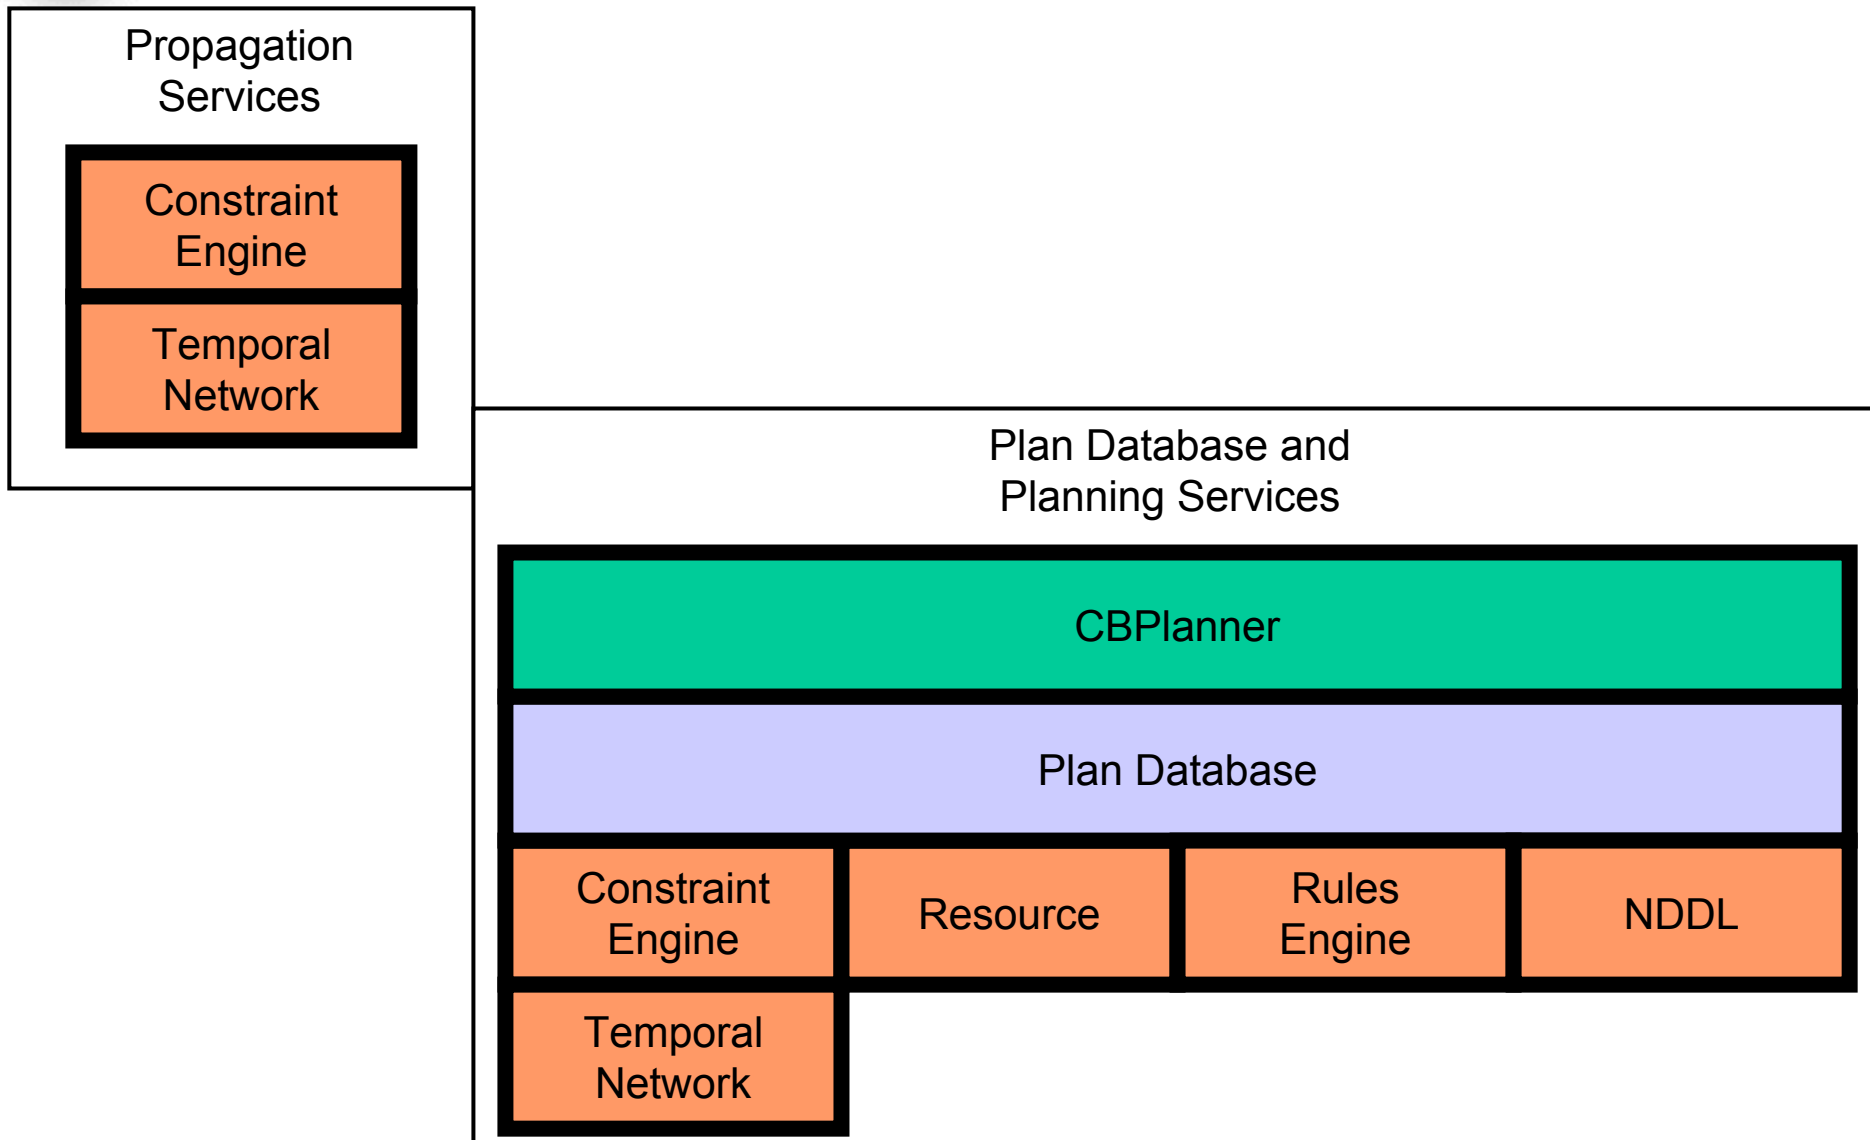 Propagation
Services
Constraint
Engine
Temporal
Network
Plan Database and
Planning Services
CBPlanner
Plan Database
Constraint
Engine
Resource
Rules
Engine
NDDL
Temporal
Network